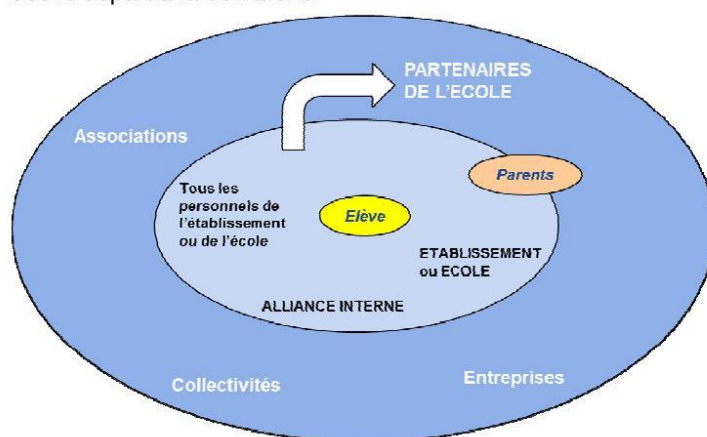 PARTENAIRES
DE L'ECOLE
Associations
Parents
Tous les
personnels de
l'établissement
ou de l'école
Elève
ETABLISSEMENT
ou ECOLE
ALLIANCE INTERNE
Collectivités
Entreprises